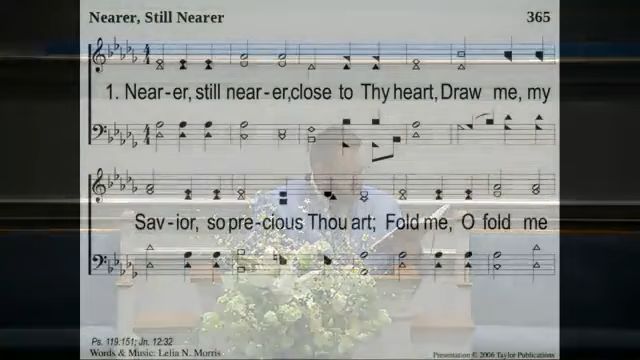 Nearer, Still Nearer 365
1. Near-er, still near-er,close to Thy heart, Draw me, my
Sav-ior, so pre-cious Thou art; Fold me, O fold me
Ps. 119:151; Jn. 12:32
Words & Music: Lelia N. Morris Presentation © 2006 Taylor Publications